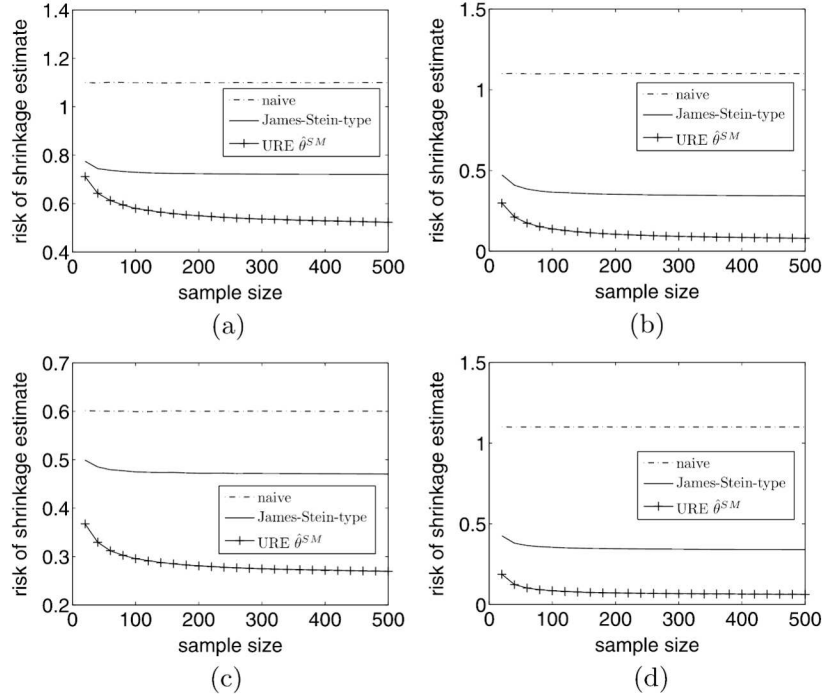 risk of shrinkage estimate
1.4
1.2
1
0.8
0.6
0.4
naive
James-Stein-type
URE θ̂^SM
0 100 200 300 400 500
sample size
(a)
risk of shrinkage estimate
1.5
1
0.5
0
naive
James-Stein-type
URE θ̂^SM
0 100 200 300 400 500
sample size
(b)
risk of shrinkage estimate
0.7
0.6
0.5
0.4
0.3
0.2
naive
James-Stein-type
URE θ̂^SM
0 100 200 300 400 500
sample size
(c)
risk of shrinkage estimate
1.5
1
0.5
0
naive
James-Stein-type
URE θ̂^SM
0 100 200 300 400 500
sample size
(d)